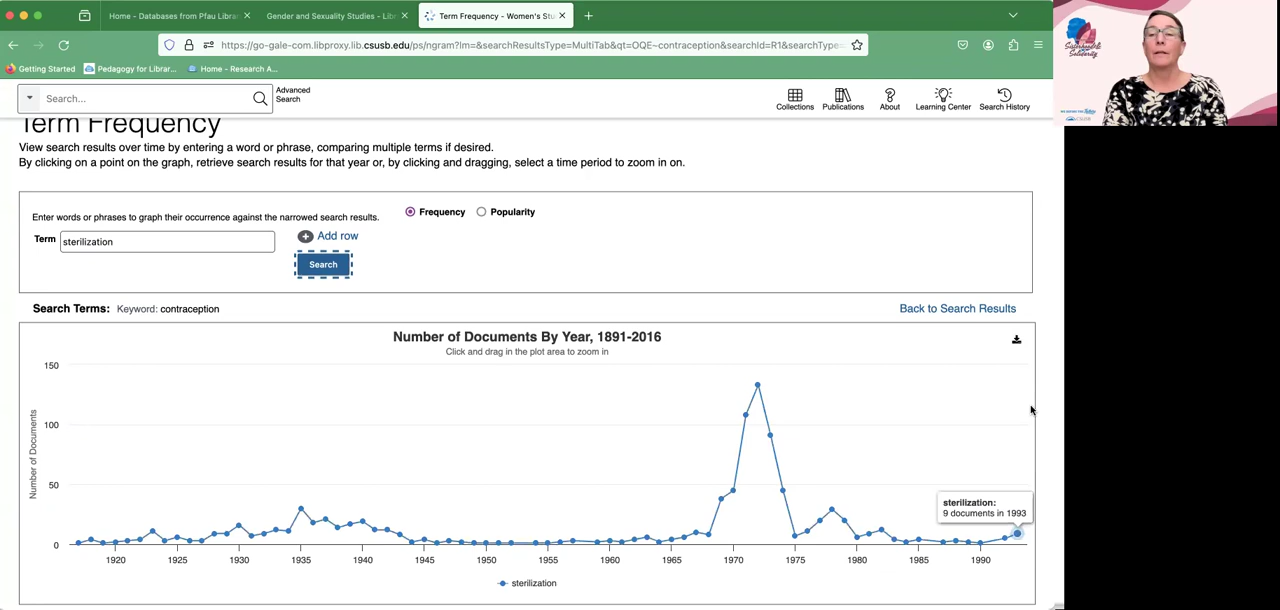 Home - Databases from Pfau Libra
Gender and Sexuality Studies - Lib
Term Frequency - Women's Stu
https://go-gale-com.libproxy.lib.csusb.edu/ps/ngram?lm=&searchResultsType=MultiTab&qt=OQE~contraception&searchId=R1&searchType=
Getting Started
Pedagogy for Librar...
Home - Research A...
Search...
Advanced
Search
Collections
Publications
About
Learning Center
Search History
Term Frequency
View search results over time by entering a word or phrase, comparing multiple terms if desired.
By clicking on a point on the graph, retrieve search results for that year or, by clicking and dragging, select a time period to zoom in on.
Enter words or phrases to graph their occurrence against the narrowed search results.
Frequency
Popularity
Term
sterilization
Add row
Search
Search Terms: Keyword: contraception
Back to Search Results
Number of Documents By Year, 1891-2016
Click and drag in the plot area to zoom in
Number of Documents
150
100
50
0
sterilization:
9 documents in 1993
1920 1925 1930 1935 1940 1945 1950 1955 1960 1965 1970 1975 1980 1985 1990
sterilization
Sisterhood &
Solidarity
CSUSB